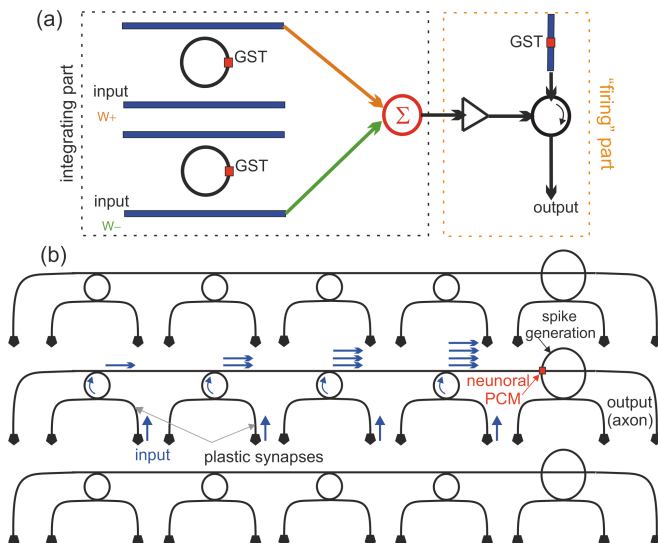 (a)
GST
GST
integrating part
input
W+
Σ
"firing" part
GST
input
W−
output
(b)
spike
generation
neunoral
PCM
output
(axon)
input
plastic synapses